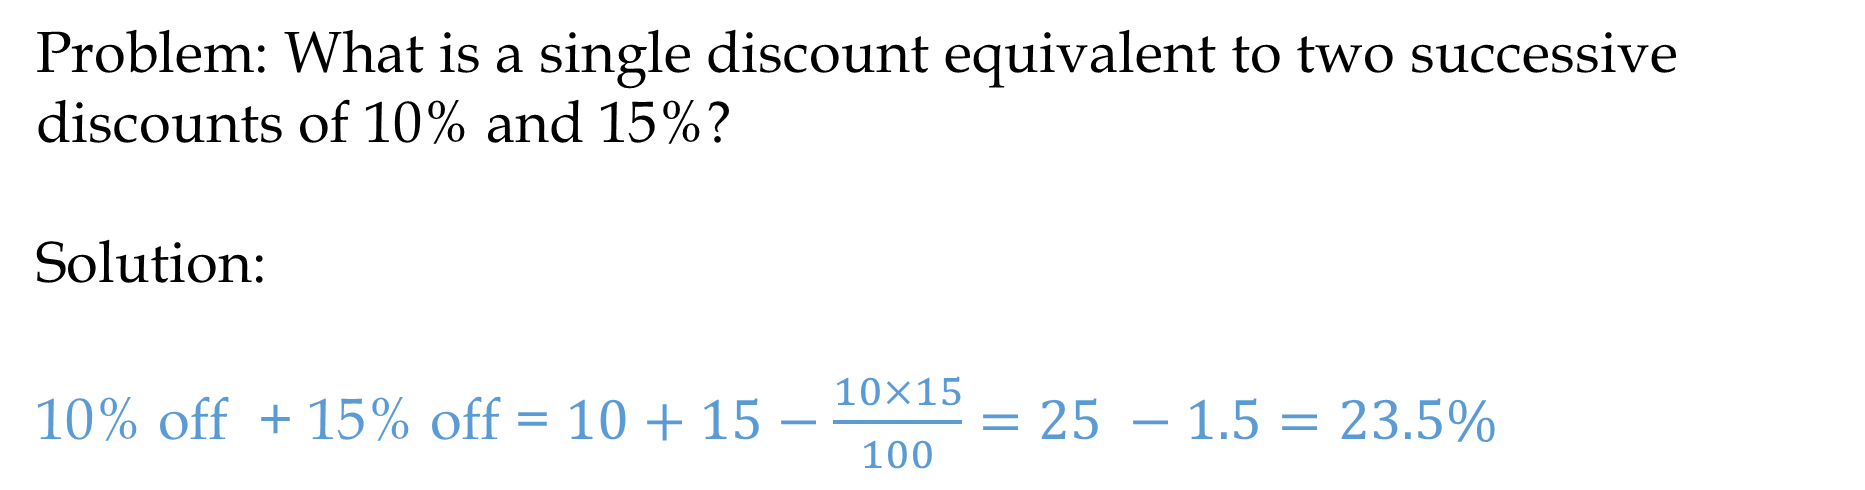 Problem: What is a single discount equivalent to two successive
discounts of 10% and 15%?
Solution:
10% off + 15% off = 10 + 15 − \frac{10×15}{100} = 25 − 1.5 = 23.5%